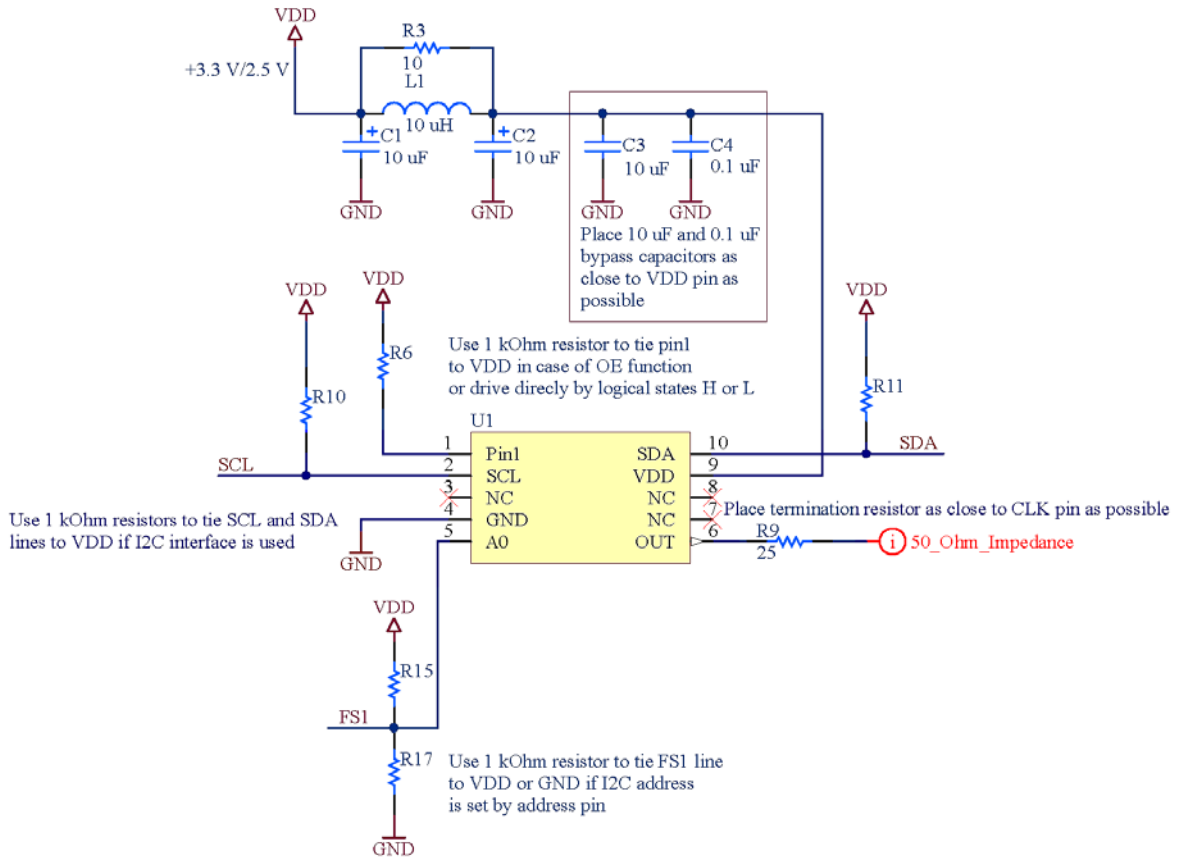 VDD
+3.3 V/2.5 V
R3
10
L1
10 uH
C1
10 uF
C2
10 uF
C3
10 uF
C4
0.1 uF
GND
GND
GND
GND
Place 10 uF and 0.1 uF
bypass capacitors as
close to VDD pin as
possible
VDD
VDD
VDD
R10
R6
R11
Use 1 kOhm resistor to tie pin1
to VDD in case of OE function
or drive direcly by logical states H or L
U1
SCL
SDA
1
2
3
4
5
Pin1
SCL
NC
GND
A0
SDA
VDD
NC
NC
OUT
10
9
8
7
6
Use 1 kOhm resistors to tie SCL and SDA
lines to VDD if I2C interface is used
GND
Place termination resistor as close to CLK pin as possible
R9
25
i
50_Ohm_Impedance
VDD
R15
FS1
R17
GND
Use 1 kOhm resistor to tie FS1 line
to VDD or GND if I2C address
is set by address pin